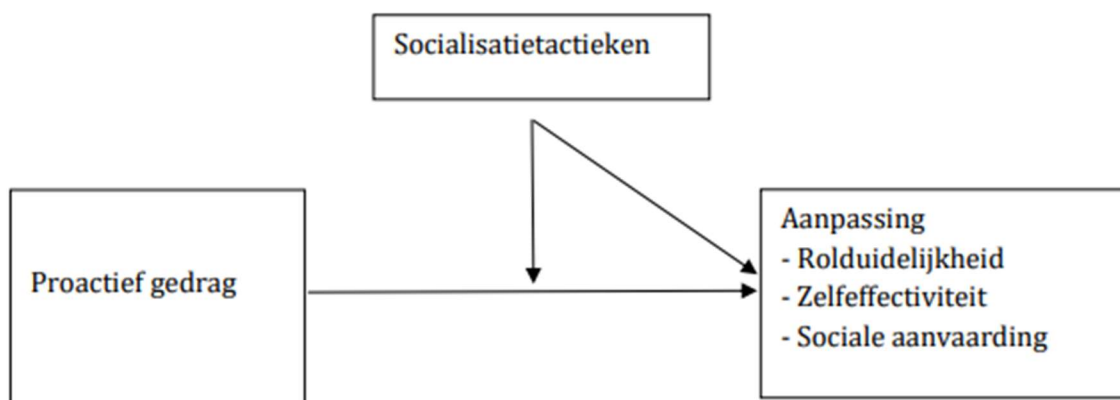 Socialisatietactieken
Proactief gedrag
Aanpassing
- Rolduidelijkheid
- Zelfeffectiviteit
- Sociale aanvaarding